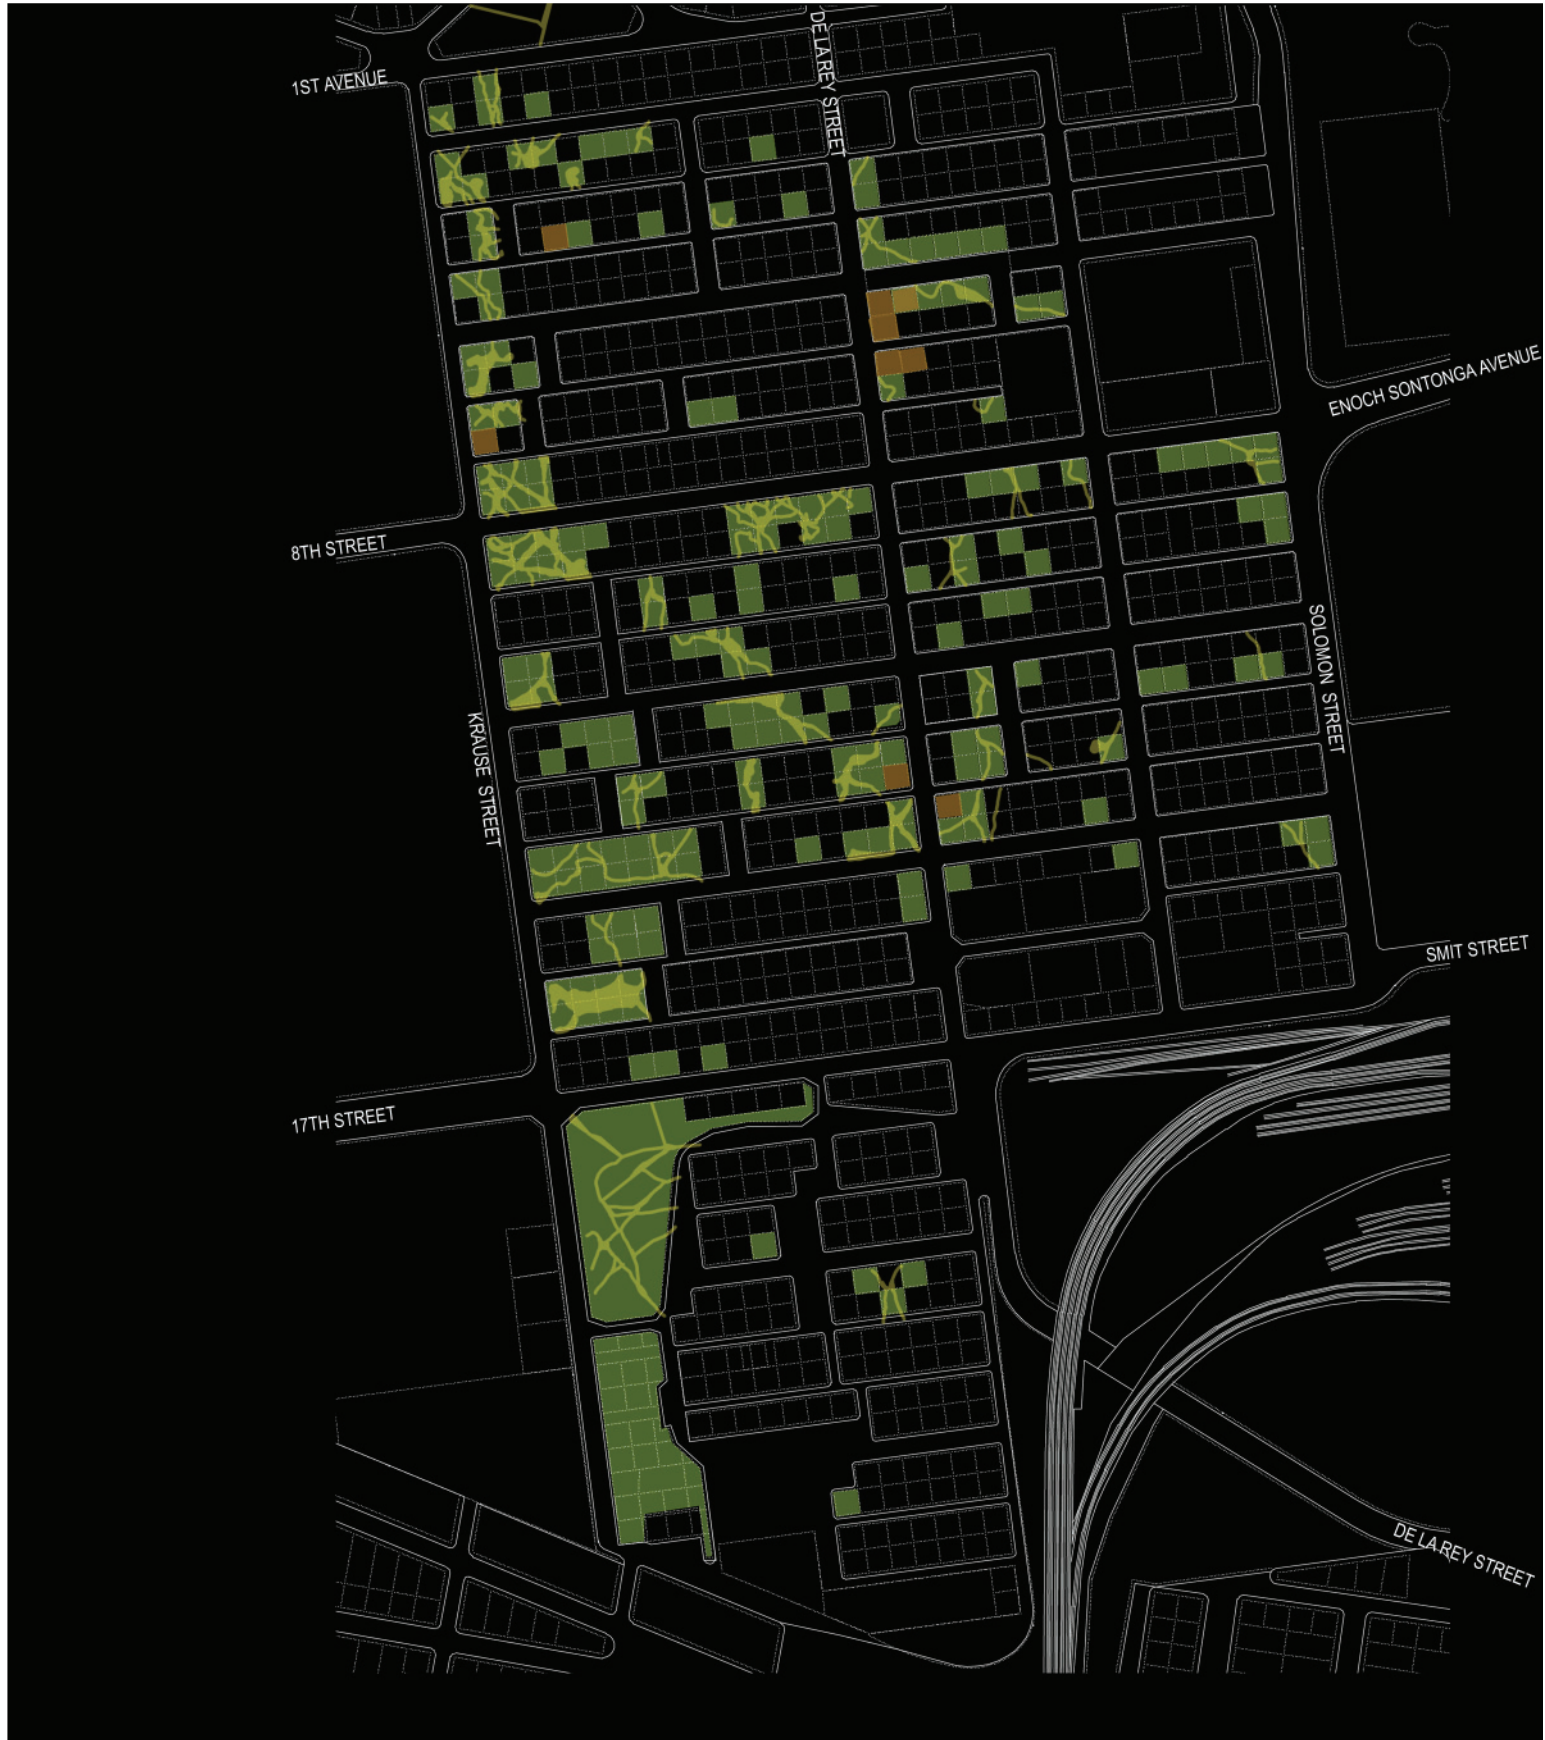 DE LA REY STREET
1ST AVENUE
ENOCH SONTONGA AVENUE
8TH STREET
SOLOMON STREET
KRAUSE STREET
SMIT STREET
17TH STREET
DE LA REY STREET